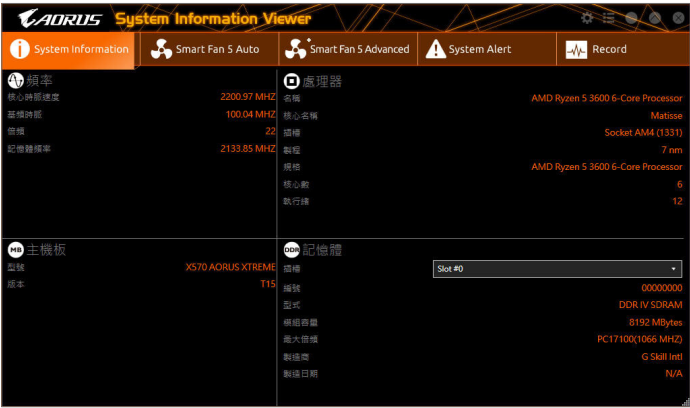 AORUS System Information Viewer
System Information
Smart Fan 5 Auto
Smart Fan 5 Advanced
System Alert
Record
頻率
核心時脈速度 2200.97 MHZ
基頻時脈 100.04 MHZ
倍頻 22
記憶體頻率 2133.85 MHZ
處理器
名稱 AMD Ryzen 5 3600 6-Core Processor
核心名稱 Matisse
插槽 Socket AM4 (1331)
製程 7 nm
規格 AMD Ryzen 5 3600 6-Core Processor
核心數 6
執行緒 12
MB 主機板
型號 X570 AORUS XTREME
版本 T15
DDR 記憶體
插槽 Slot #0
編號 00000000
型式 DDR IV SDRAM
模組容量 8192 MBytes
最大倍頻 PC17100(1066 MHZ)
製造商 G Skill Intl
製造日期 N/A